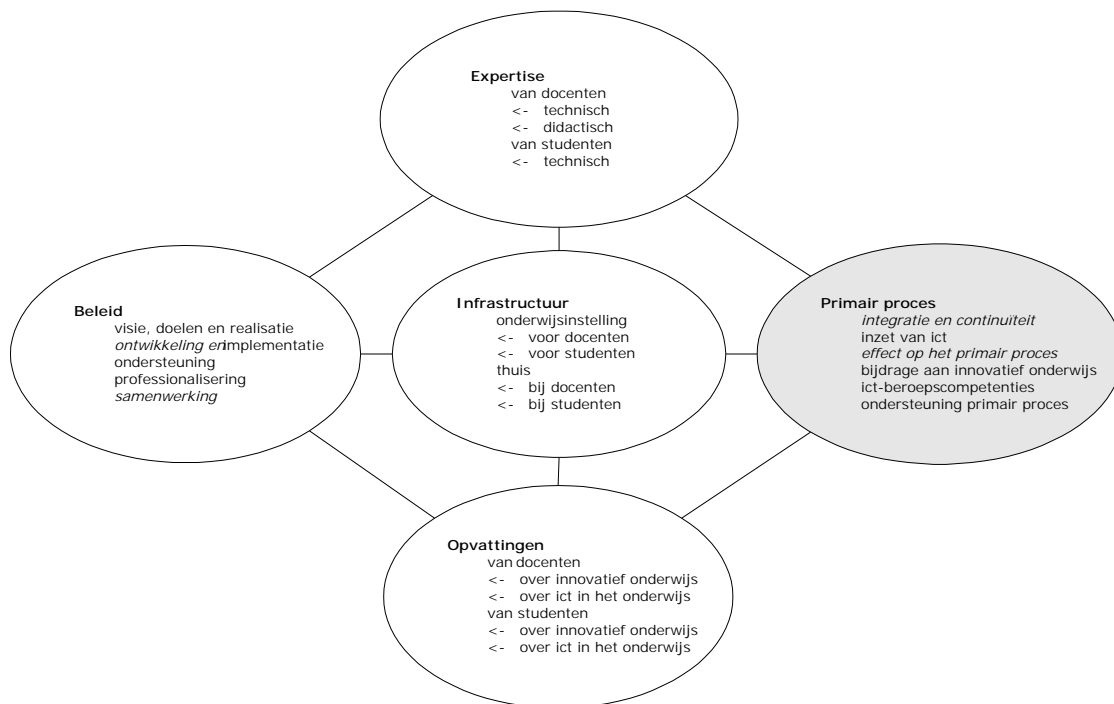 Expertise
van docenten
<- technisch
<- didactisch
van studenten
<- technisch
Beleid
visie, doelen en realisatie
ontwikkeling en implementatie
ondersteuning
professionalisering
samenwerking
Infrastructuur
onderwijsinstelling
<- voor docenten
<- voor studenten
thuis
<- bij docenten
<- bij studenten
Primair proces
integratie en continuïteit
inzet van ict
effect op het primair proces
bijdrage aan innovatief onderwijs
ict-beroepscompetenties
ondersteuning primair proces
Opvattingen
van docenten
<- over innovatief onderwijs
<- over ict in het onderwijs
van studenten
<- over innovatief onderwijs
<- over ict in het onderwijs